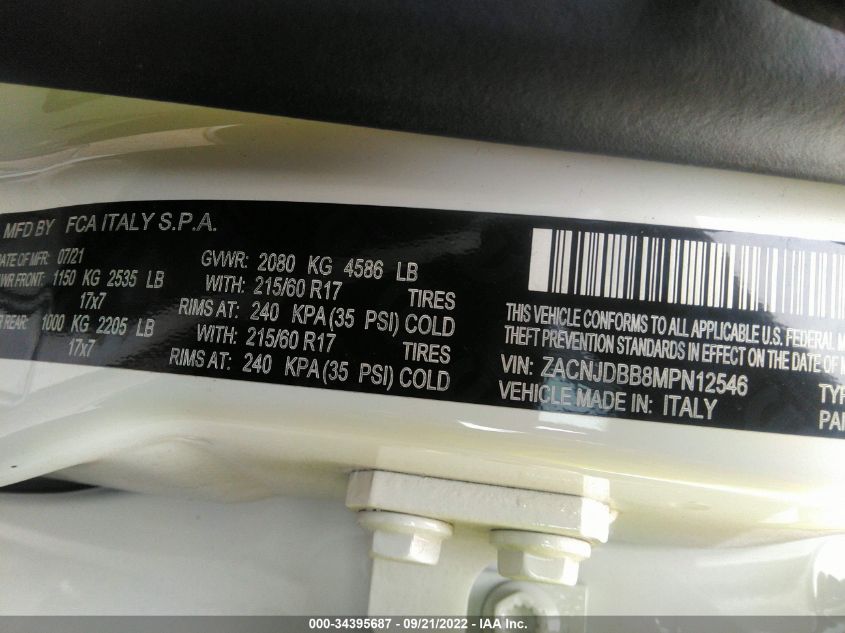 MFD BY FCA ITALY S.P.A.
DATE OF MFR: 07/21 GVWR: 2080 KG 4586 LB
WR FRONT: 1150 KG 2535 LB WITH: 215/60 R17 TIRES
17x7 RIMS AT: 240 KPA (35 PSI) COLD
R REAR: 1000 KG 2205 LB WITH: 215/60 R17 TIRES
17x7 RIMS AT: 240 KPA (35 PSI) COLD
THIS VEHICLE CONFORMS TO ALL APPLICABLE U.S. FEDERAL M
THEFT PREVENTION STANDARDS IN EFFECT ON THE DATE OF M
VIN: ZACNJDBB8MPN12546 TYP
VEHICLE MADE IN: ITALY PAI
000-34395687 - 09/21/2022 - IAA Inc.